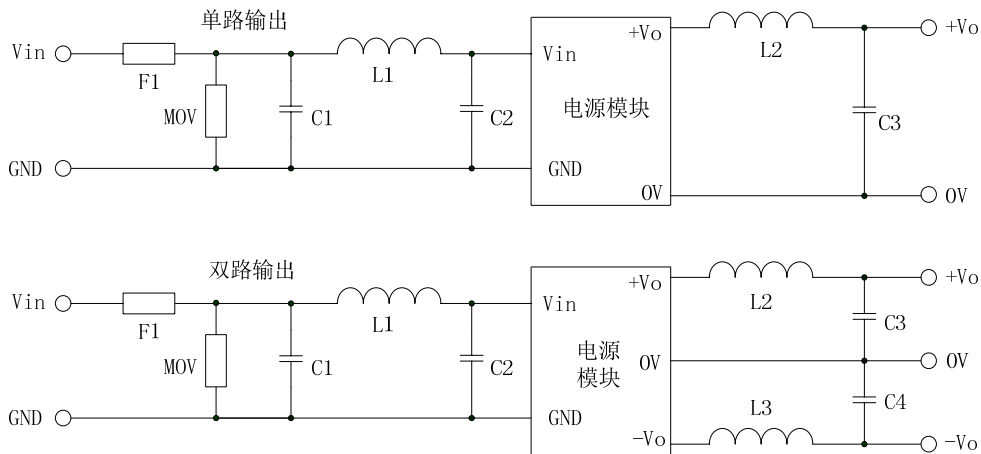 单路输出
Vin
F1
MOV
C1
L1
C2
GND
Vin
+Vo
电源模块
GND
0V
L2
C3
+Vo
0V
双路输出
Vin
F1
MOV
C1
L1
C2
GND
Vin
+Vo
电源
模块
0V
GND
-Vo
L2
C3
L3
C4
+Vo
0V
-Vo